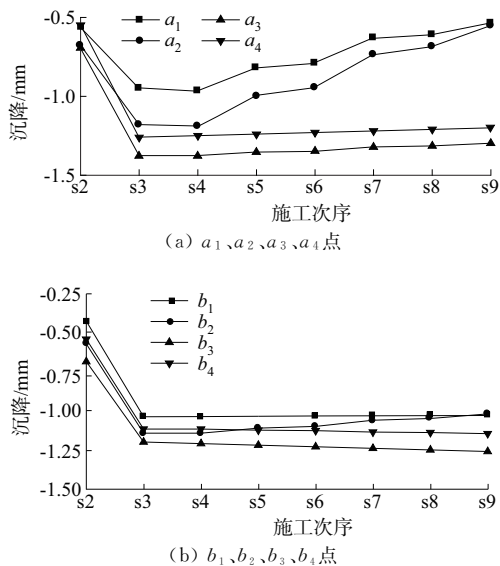 -0.5
a1 a3
a2 a4
-1.0
-1.5
沉降/mm
s2 s3 s4 s5 s6 s7 s8 s9
施工次序
(a) a1、a2、a3、a4点
-0.25
b1
-0.50
b2
b3
-0.75
b4
-1.00
-1.25
-1.50
沉降/mm
s2 s3 s4 s5 s6 s7 s8 s9
施工次序
(b) b1、b2、b3、b4点